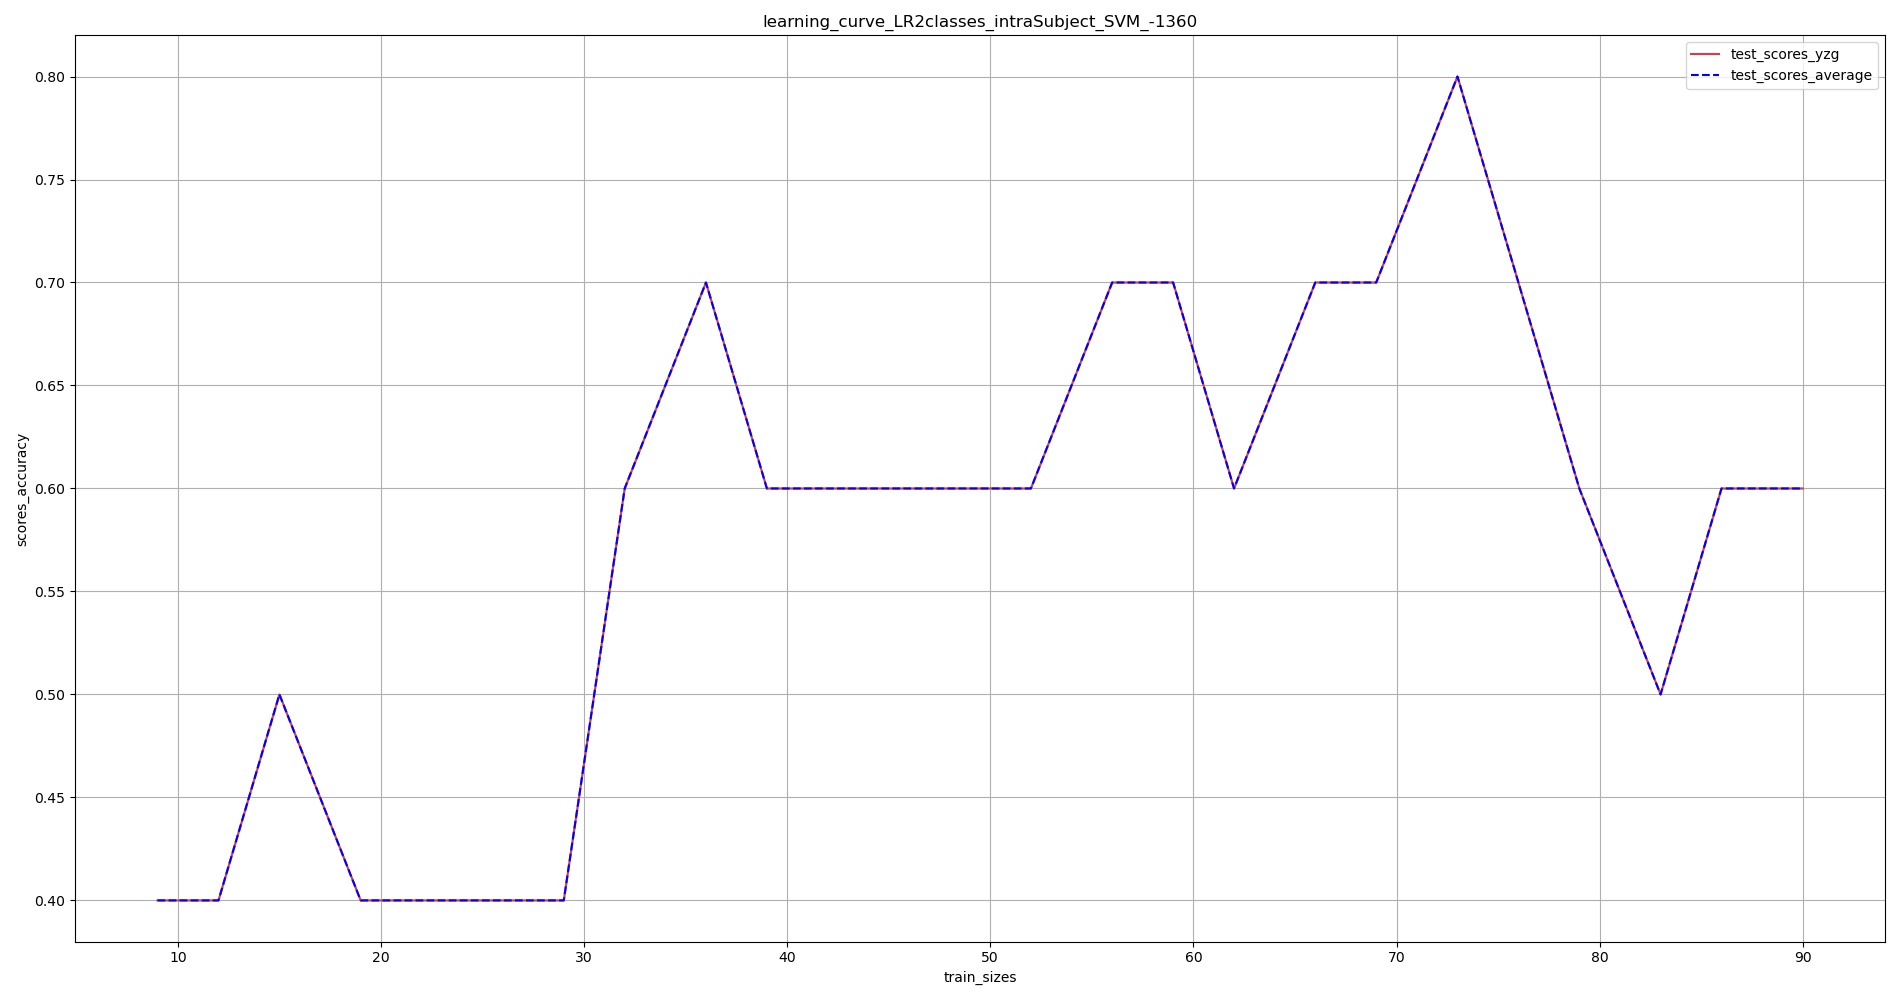 learning_curve_LR2classes_intraSubject_SVM_-1360
test_scores_yzg
test_scores_average
0.80
0.75
0.70
0.65
0.60
0.55
0.50
0.45
0.40
scores_accuracy
10 20 30 40 50 60 70 80 90
train_sizes